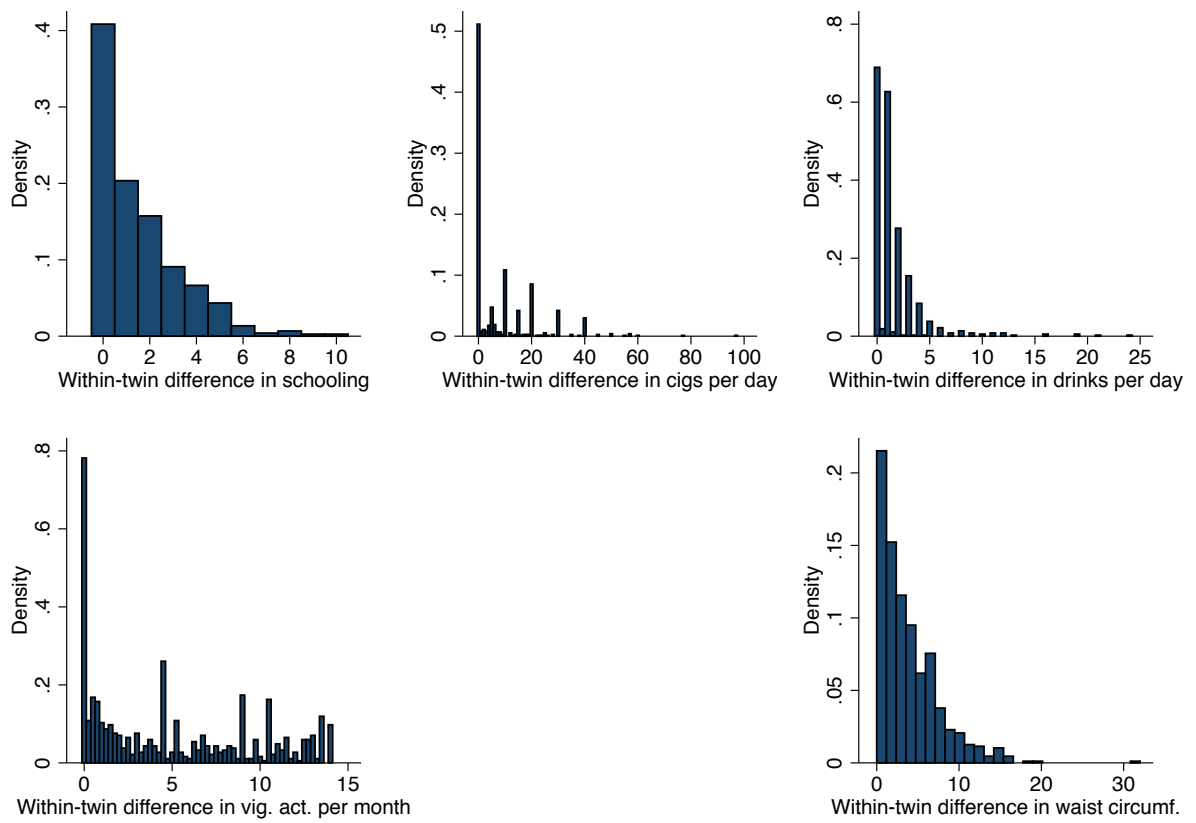 Density
0 .1 .2 .3 .4
0 2 4 6 8 10
Within-twin difference in schooling
Density
0 .1 .2 .3 .4 .5
0 20 40 60 80 100
Within-twin difference in cigs per day
Density
0 .2 .4 .6 .8
0 5 10 15 20 25
Within-twin difference in drinks per day
Density
0 .2 .4 .6 .8
0 5 10 15
Within-twin difference in vig. act. per month
Density
0 .05 .1 .15 .2
0 10 20 30
Within-twin difference in waist circumf.